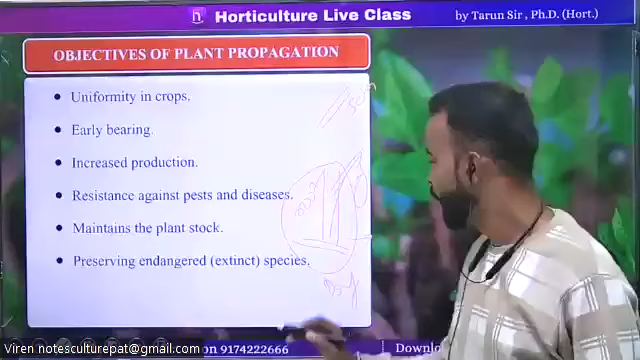 Horticulture Live Class
by Tarun Sir , Ph.D. (Hort.)
OBJECTIVES OF PLANT PROPAGATION
• Uniformity in crops.
• Early bearing.
• Increased production.
• Resistance against pests and diseases.
• Maintains the plant stock.
• Preserving endangered (extinct) species.
Viren notesculturepat@gmail.com
on 9174222666
Downlo